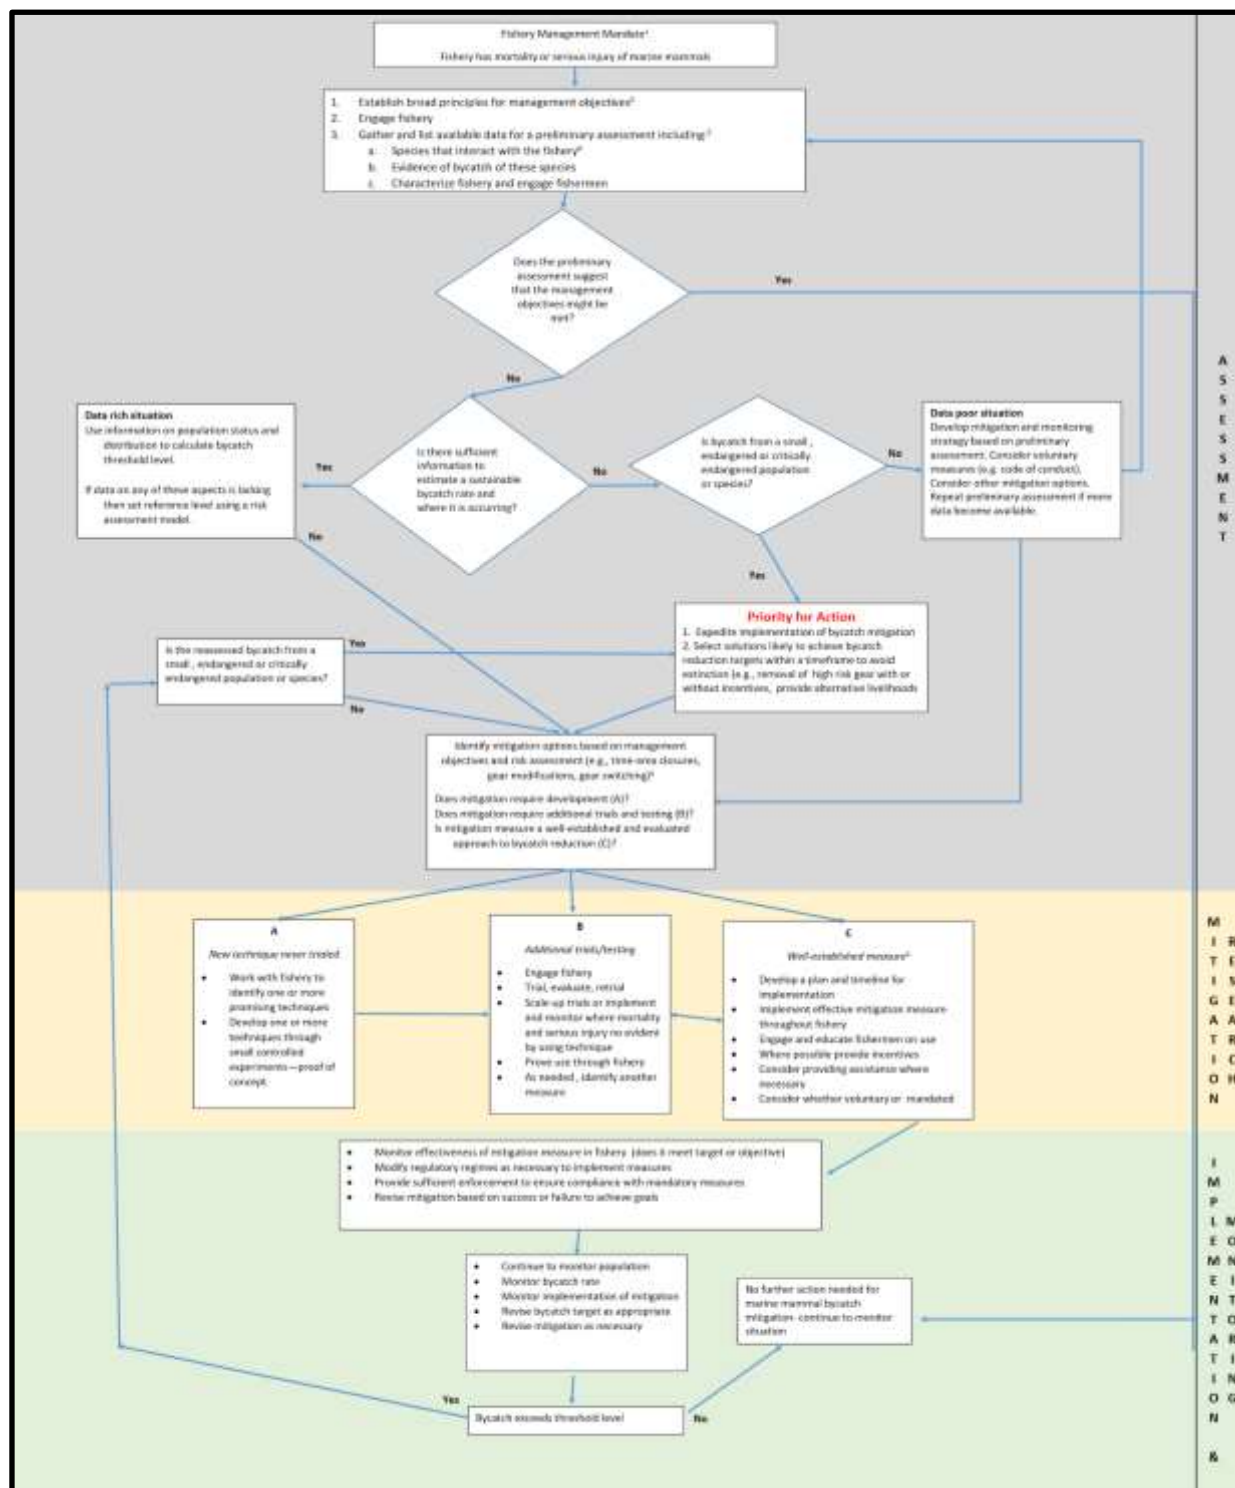 Fishery Management Mandate¹
Fishery has mortality or serious injury of marine mammals
1. Establish broad principles for management objectives²
2. Engage fishery
3. Gather and list available data for a preliminary assessment including:³
a. Species that interact with the fishery⁴
b. Evidence of bycatch of these species
c. Characterize fishery and engage fishermen
Does the preliminary
assessment suggest
that the management
objectives might be
met?
Yes
No
Data rich situation
Use information on population status and
distribution to calculate bycatch
threshold level.
If data on any of these aspects is lacking
then set reference level using a risk
assessment model.
Yes
Is there sufficient
information to
estimate a sustainable
bycatch rate and
where it is occurring?
No
Is bycatch from a small ,
endangered or critically
endangered population
or species?
No
Data poor situation
Develop mitigation and monitoring
strategy based on preliminary
assessment. Consider voluntary
measures (e.g. code of conduct).
Consider other mitigation options.
Repeat preliminary assessment if more
data become available.
No
Yes
Priority for Action
1. Expedite implementation of bycatch mitigation
2. Select solutions likely to achieve bycatch
reduction targets within a timeframe to avoid
extinction (e.g., removal of high risk gear with or
without incentives, provide alternative livelihoods
Is the reassessed bycatch from a
small , endangered or critically
endangered population or species?
Yes
No
Identify mitigation options based on management
objectives and risk assessment (e.g., time-area closures,
gear modifications, gear switching)⁵
Does mitigation require development (A)?
Does mitigation require additional trials and testing (B)?
Is mitigation measure a well-established and evaluated
approach to bycatch reduction (C)?
ASSESSMENT
A
New technique never trialed
• Work with fishery to
identify one or more
promising techniques
• Develop one or more
techniques through
small controlled
experiments—proof of
concept.
B
Additional trials/testing
• Engage fishery
• Trial, evaluate, retrial
• Scale-up trials or implement
and monitor where mortality
and serious injury no evident
by using technique
• Prove use through fishery
• As needed , identify another
measure
C
Well-established measure
• Develop a plan and timeline for
implementation
• Implement effective mitigation measure
throughout fishery
• Engage and educate fishermen on use
• Where possible provide incentives
• Consider providing assistance where
necessary
• Consider whether voluntary or mandated
MITIGATION
RESEARCH
• Monitor effectiveness of mitigation measure in fishery (does it meet target or objective)
• Modify regulatory regimes as necessary to implement measures
• Provide sufficient enforcement to ensure compliance with mandatory measures
• Revise mitigation based on success or failure to achieve goals
• Continue to monitor population
• Monitor bycatch rate
• Monitor implementation of mitigation
• Revise bycatch target as appropriate
• Revise mitigation as necessary
No further action needed for
marine mammal bycatch
mitigation- continue to monitor
situation
Yes
Bycatch exceeds threshold level
No
IMPLEMENTATION &
MONITORING